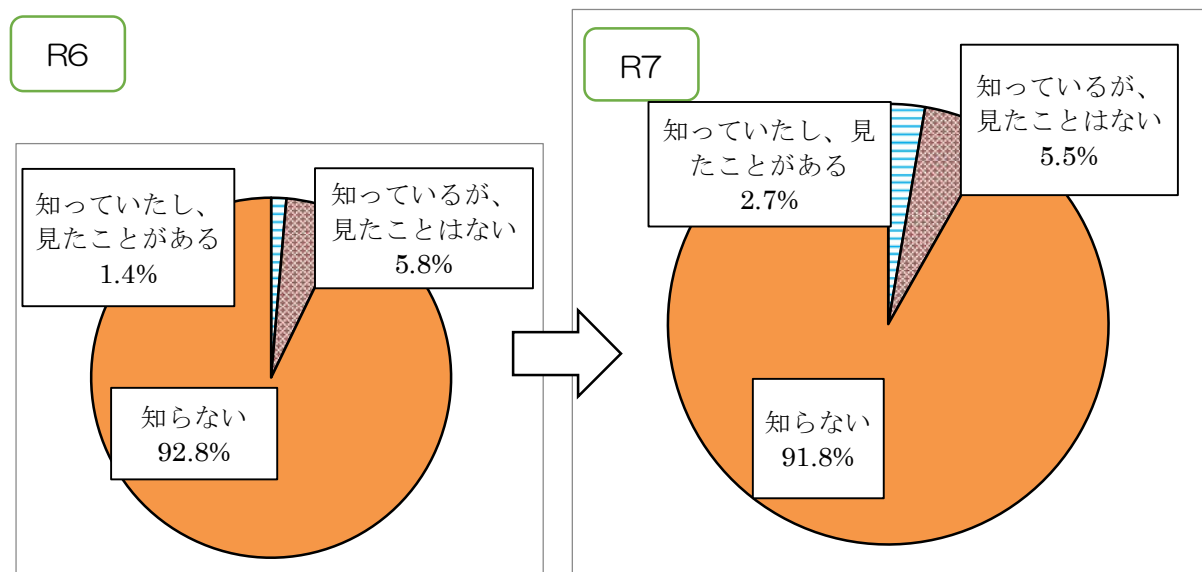 R6
知っていたし、
見たことがある
1.4%
知っているが、
見たことはない
5.8%
知らない
92.8%
R7
知っていたし、見
たことがある
2.7%
知っているが、
見たことはない
5.5%
知らない
91.8%